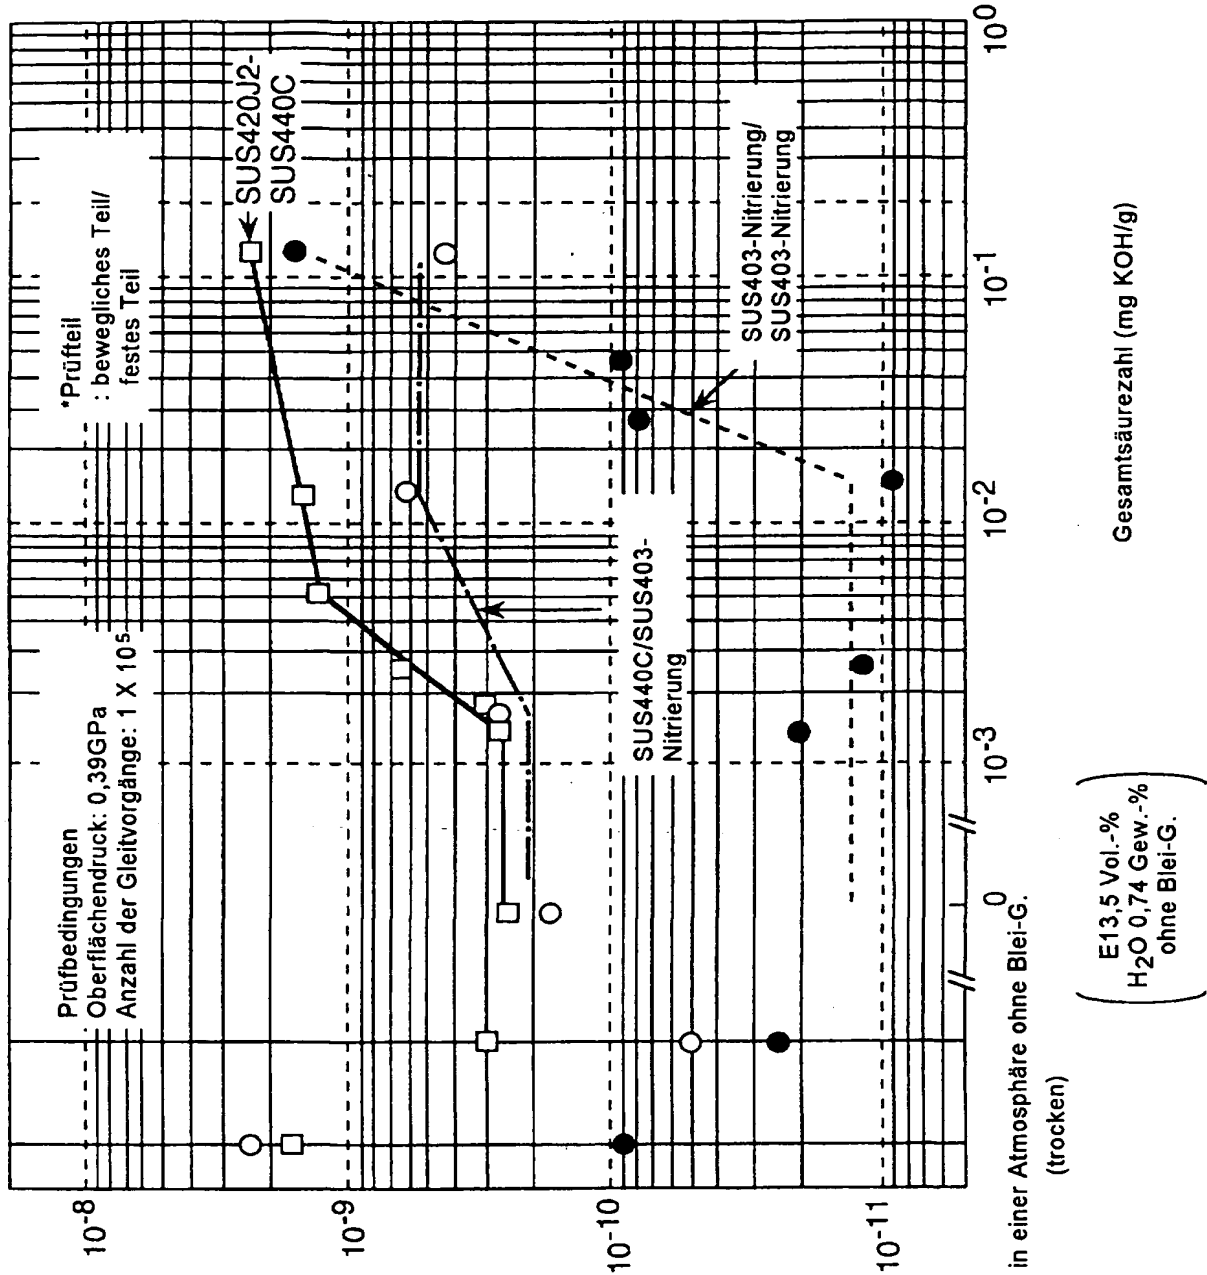 Prüfbedingungen
Oberflächendruck: 0,39GPa
Anzahl der Gleitvorgänge: 1 X 10⁵
*Prüfteil
: bewegliches Teil/
festes Teil
SUS420J2-
SUS440C
SUS440C/SUS403-
Nitrierung
SUS403-Nitrierung/
SUS403-Nitrierung
10⁻⁸
10⁻⁹
10⁻¹⁰
10⁻¹¹
in einer Atmosphäre ohne Blei-G.
(trocken)
0
10⁻³
10⁻²
10⁻¹
10⁰
E13,5 Vol.-%
H₂O 0,74 Gew.-%
ohne Blei-G.
Gesamtsäurezahl (mg KOH/g)